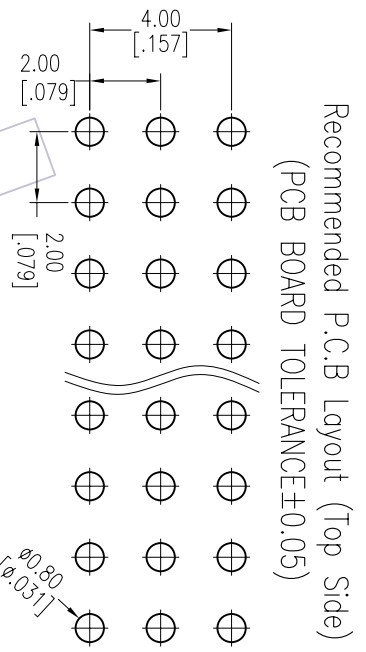 Recommended P.C.B Layout (Top Side)
(PCB BOARD TOLERANCE±0.05)
4.00
[.157]
2.00
[.079]
2.00
[.079]
ø0.80
[ø.031]